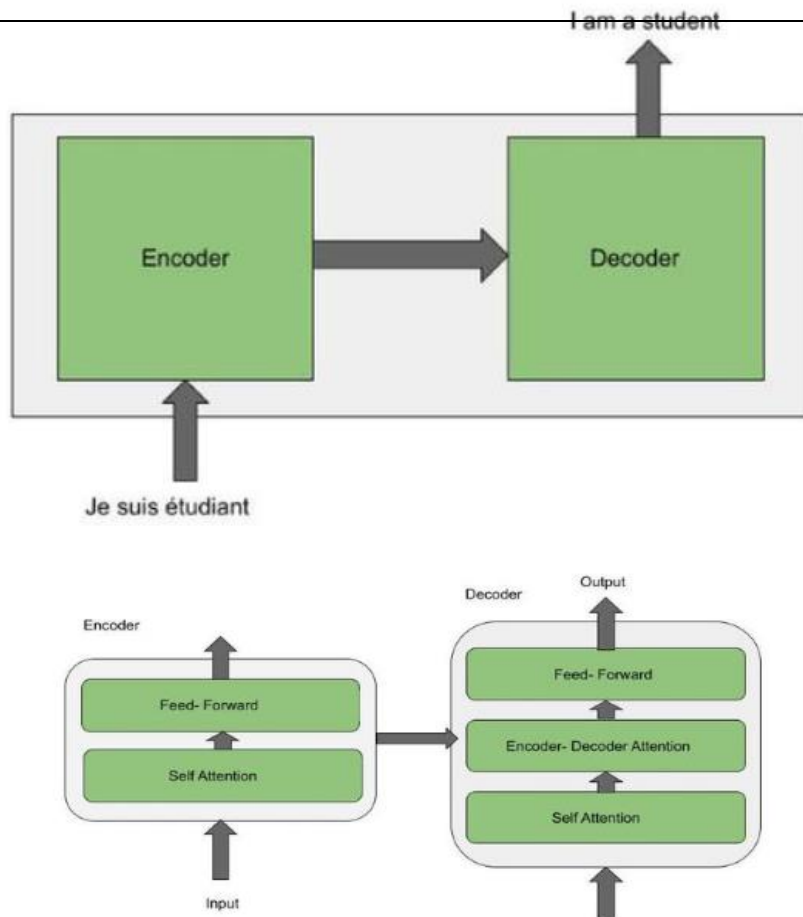 I am a student
Encoder
Decoder
Je suis étudiant
Encoder
Feed- Forward
Self Attention
Input
Decoder
Output
Feed- Forward
Encoder- Decoder Attention
Self Attention